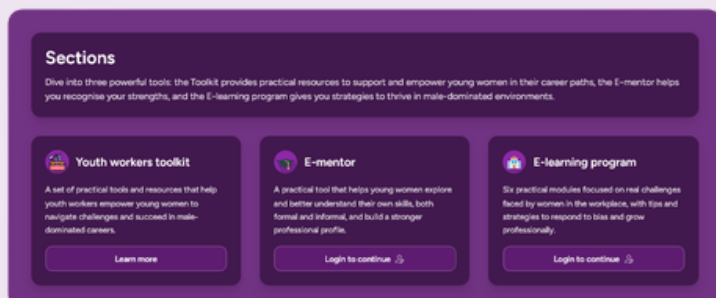 Sections
Dive into three powerful tools: the Toolkit provides practical resources to support and empower young women in their career paths, the E-mentor helps
you recognise your strengths, and the E-learning program gives you strategies to thrive in male-dominated environments.
Youth workers toolkit
A set of practical tools and resources that help
youth workers empower young women to
navigate challenges and succeed in male-
dominated careers.
Learn more
E-mentor
A practical tool that helps young women explore
and better understand their own skills, both
formal and informal, and build a stronger
professional profile.
Login to continue
E-learning program
Six practical modules focused on real challenges
faced by women in the workplace, with tips and
strategies to respond to bias and grow
professionally.
Login to continue